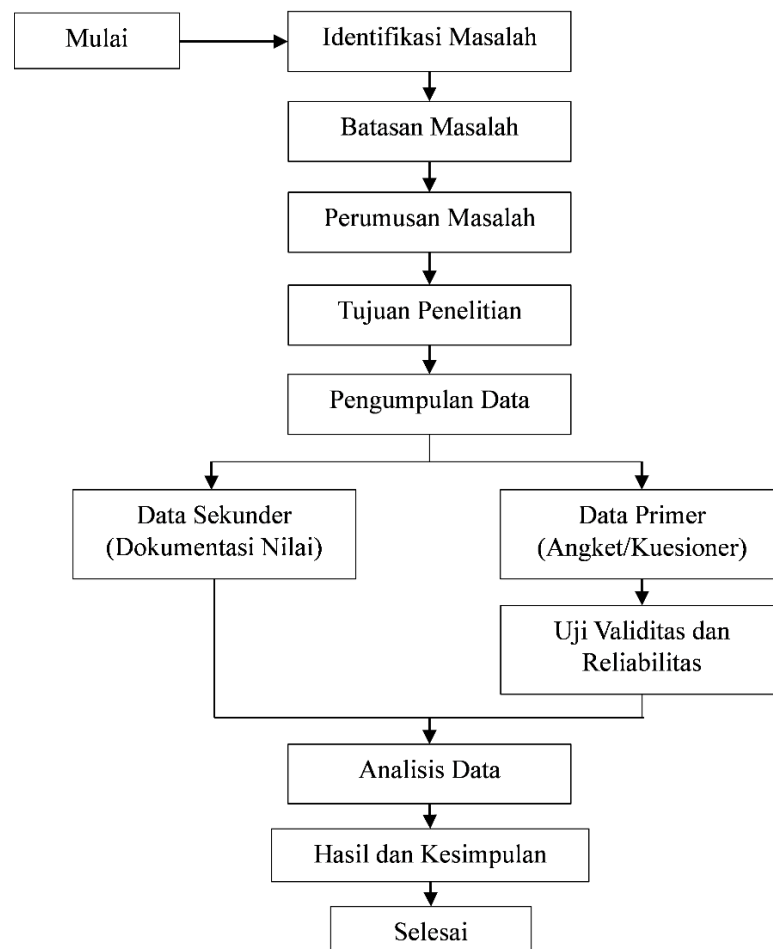 Mulai
Identifikasi Masalah
Batasan Masalah
Perumusan Masalah
Tujuan Penelitian
Pengumpulan Data
Data Sekunder
(Dokumentasi Nilai)
Data Primer
(Angket/Kuesioner)
Uji Validitas dan
Reliabilitas
Analisis Data
Hasil dan Kesimpulan
Selesai